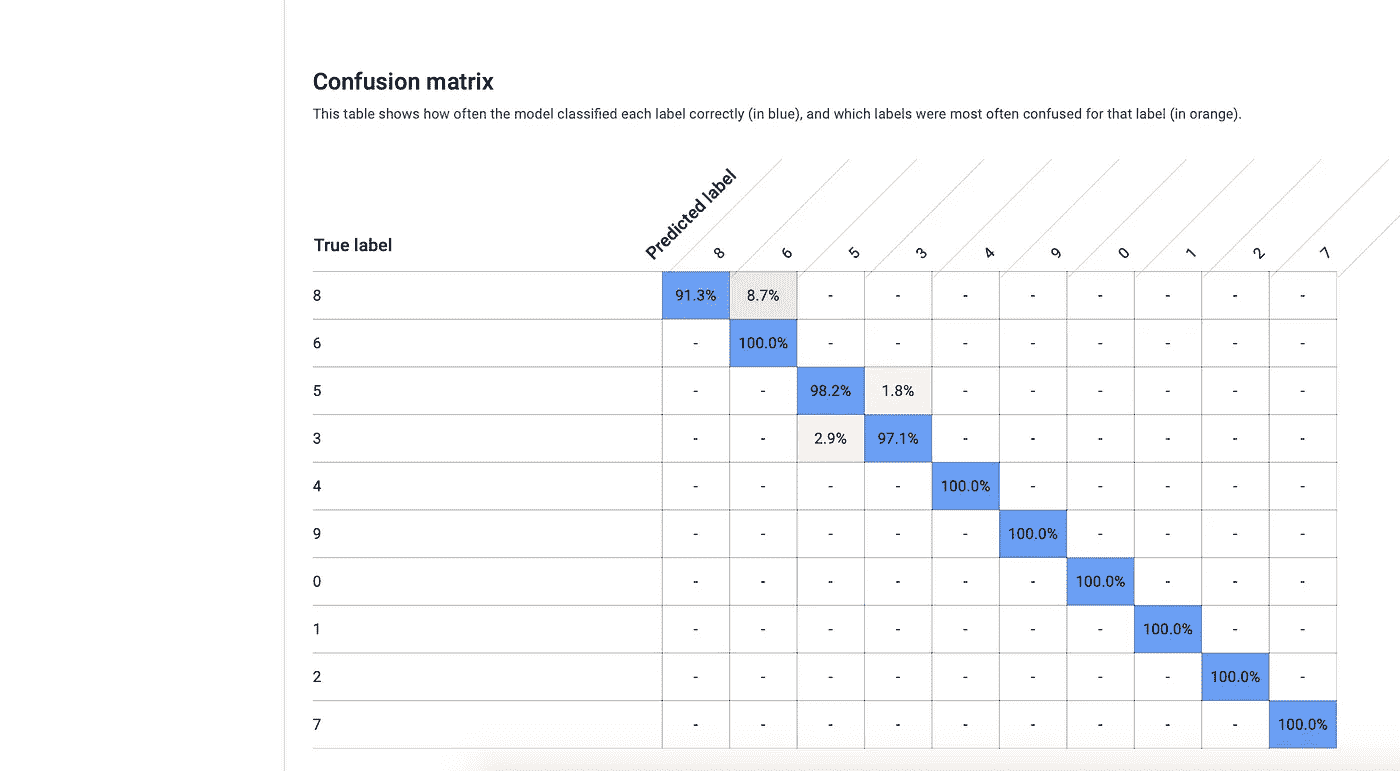 Confusion matrix
This table shows how often the model classified each label correctly (in blue), and which labels were most often confused for that label (in orange).
True label Predicted label 8 6 5 3 4 9 0 1 2 7
8 91.3% 8.7% - - - - - - - -
6 - 100.0% - - - - - - - -
5 - - 98.2% 1.8% - - - - - -
3 - - 2.9% 97.1% - - - - - -
4 - - - - 100.0% - - - - -
9 - - - - - 100.0% - - - -
0 - - - - - - 100.0% - - -
1 - - - - - - - 100.0% - -
2 - - - - - - - - 100.0% -
7 - - - - - - - - - 100.0%